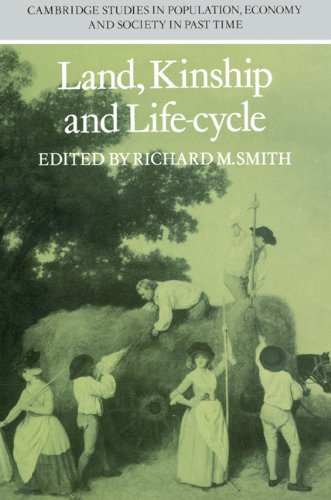 CAMBRIDGE STUDIES IN POPULATION, ECONOMY
AND SOCIETY IN PAST TIME
Land, Kinship
and Life-cycle
EDITED BY RICHARD M. SMITH